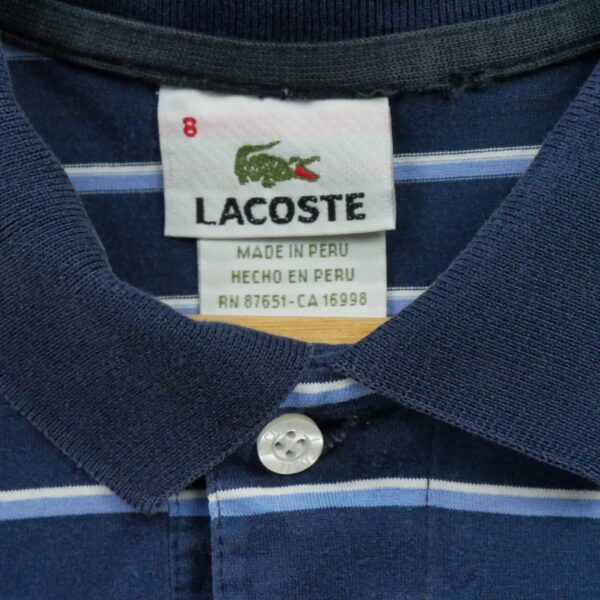 8
LACOSTE
MADE IN PERU
HECHO EN PERU
RN 87651-CA 16998